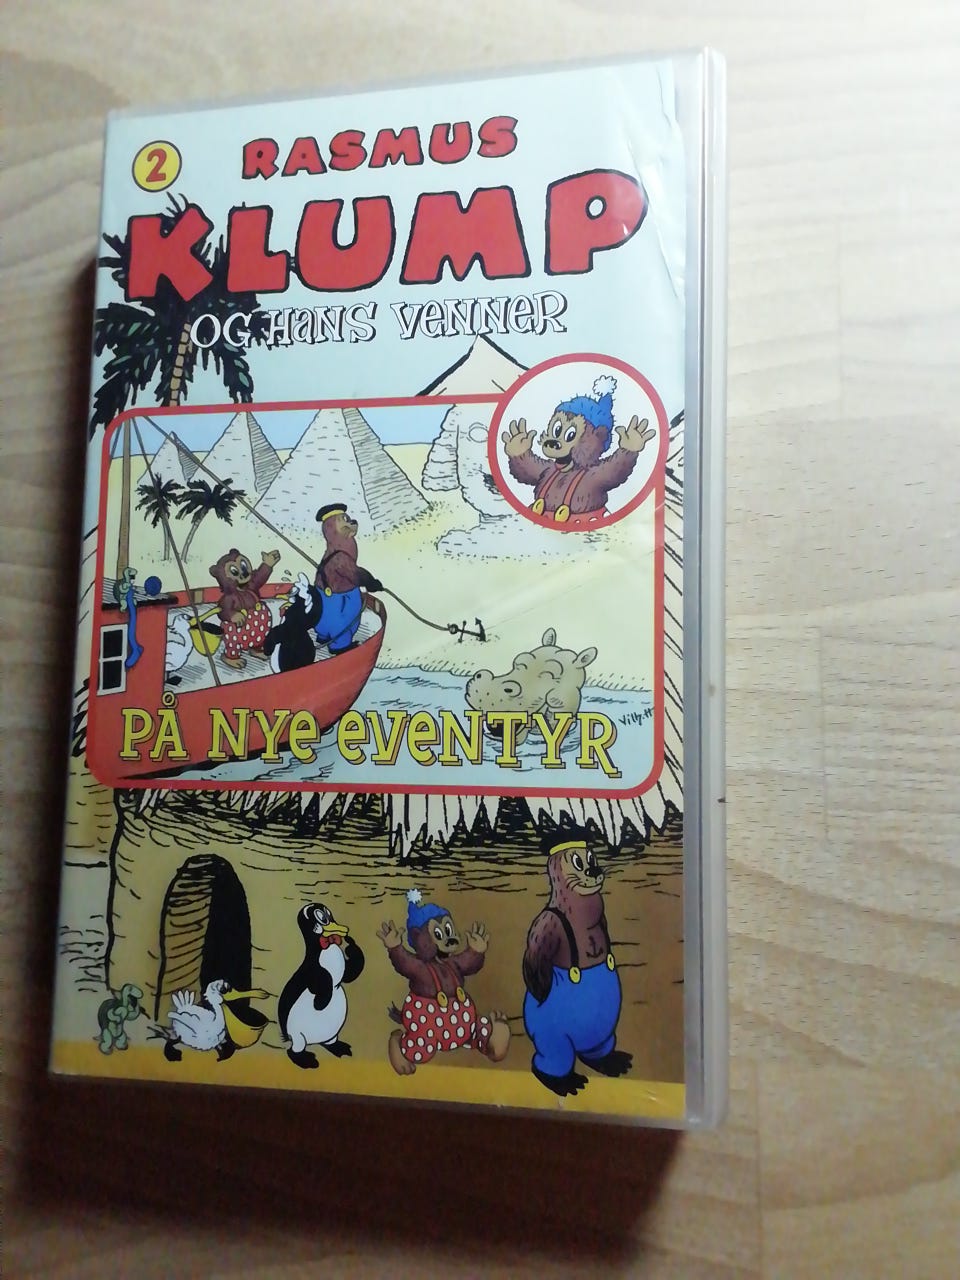 2
RASMUS
KLUMP
OG HANS VENNER
PÅ NYE EVENTYR